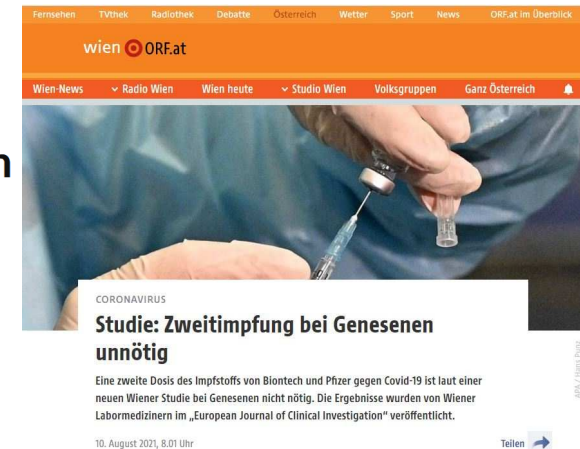 Fernsehen TVthek Radiothek Debatte Österreich Wetter Sport News ORF.at im Überblick
wien ORF.at
Wien-News Radio Wien Wien heute Studio Wien Volksgruppen Ganz Österreich
n
CORONAVIRUS
Studie: Zweitimpfung bei Genesenen
unnötig
Eine zweite Dosis des Impfstoffs von Biontech und Pfizer gegen Covid-19 ist laut einer
neuen Wiener Studie bei Genesenen nicht nötig. Die Ergebnisse wurden von Wiener
Labormedizinern im „European Journal of Clinical Investigation“ veröffentlicht.
10. August 2021, 8.01 Uhr Teilen
APA / Hans Punz